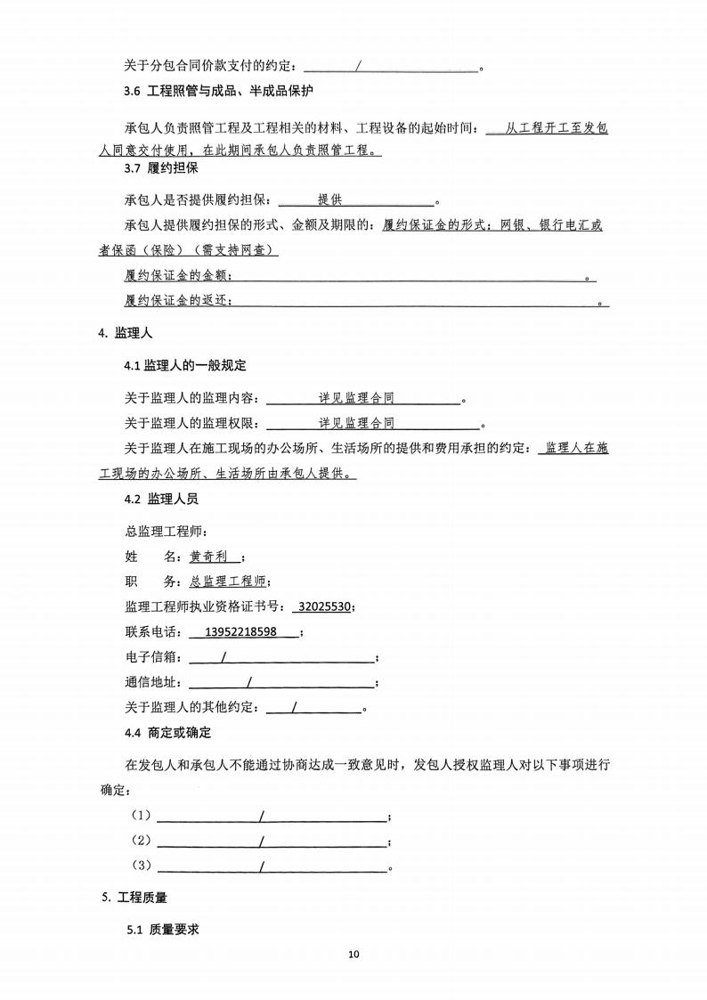 关于分包合同价款支付的约定：/。
3.6 工程照管与成品、半成品保护
承包人负责照管工程及工程相关的材料、工程设备的起始时间：从工程开工至发包
人同意交付使用，在此期间承包人负责照管工程。
3.7 履约担保
承包人是否提供履约担保：提供。
承包人提供履约担保的形式、金额及期限的：履约保证金的形式：网银、银行电汇或
者保函（保险）（需支持网查）
履约保证金的金额：。
履约保证金的返还：。
4. 监理人
4.1 监理人的一般规定
关于监理人的监理内容：详见监理合同。
关于监理人的监理权限：详见监理合同。
关于监理人在施工现场的办公场所、生活场所的提供和费用承担的约定：监理人在施
工现场的办公场所、生活场所由承包人提供。
4.2 监理人员
总监理工程师：
姓 名：黄奇利；
职 务：总监理工程师；
监理工程师执业资格证书号：32025530；
联系电话：13952218598；
电子信箱：/；
通信地址：/；
关于监理人的其他约定：/。
4.4 商定或确定
在发包人和承包人不能通过协商达成一致意见时，发包人授权监理人对以下事项进行
确定：
（1）/；
（2）/；
（3）/。
5. 工程质量
5.1 质量要求
10